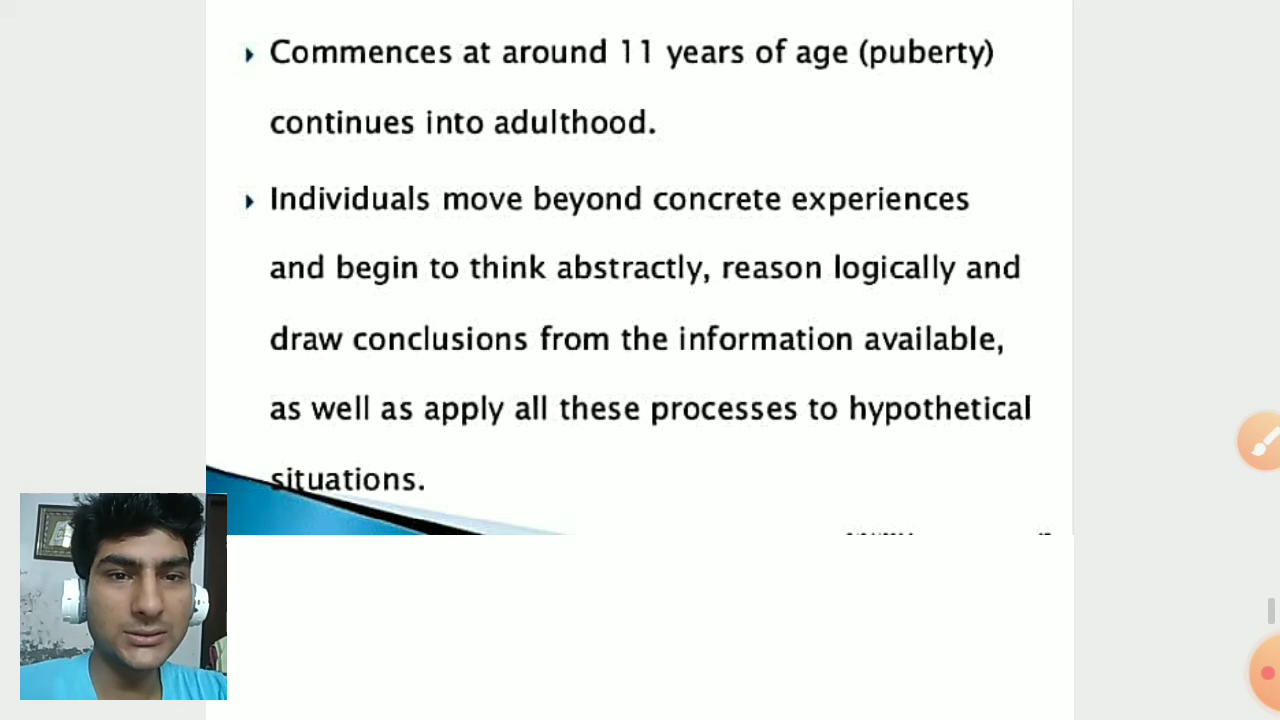 Commences at around 11 years of age (puberty)
continues into adulthood.
Individuals move beyond concrete experiences
and begin to think abstractly, reason logically and
draw conclusions from the information available,
as well as apply all these processes to hypothetical
situations.